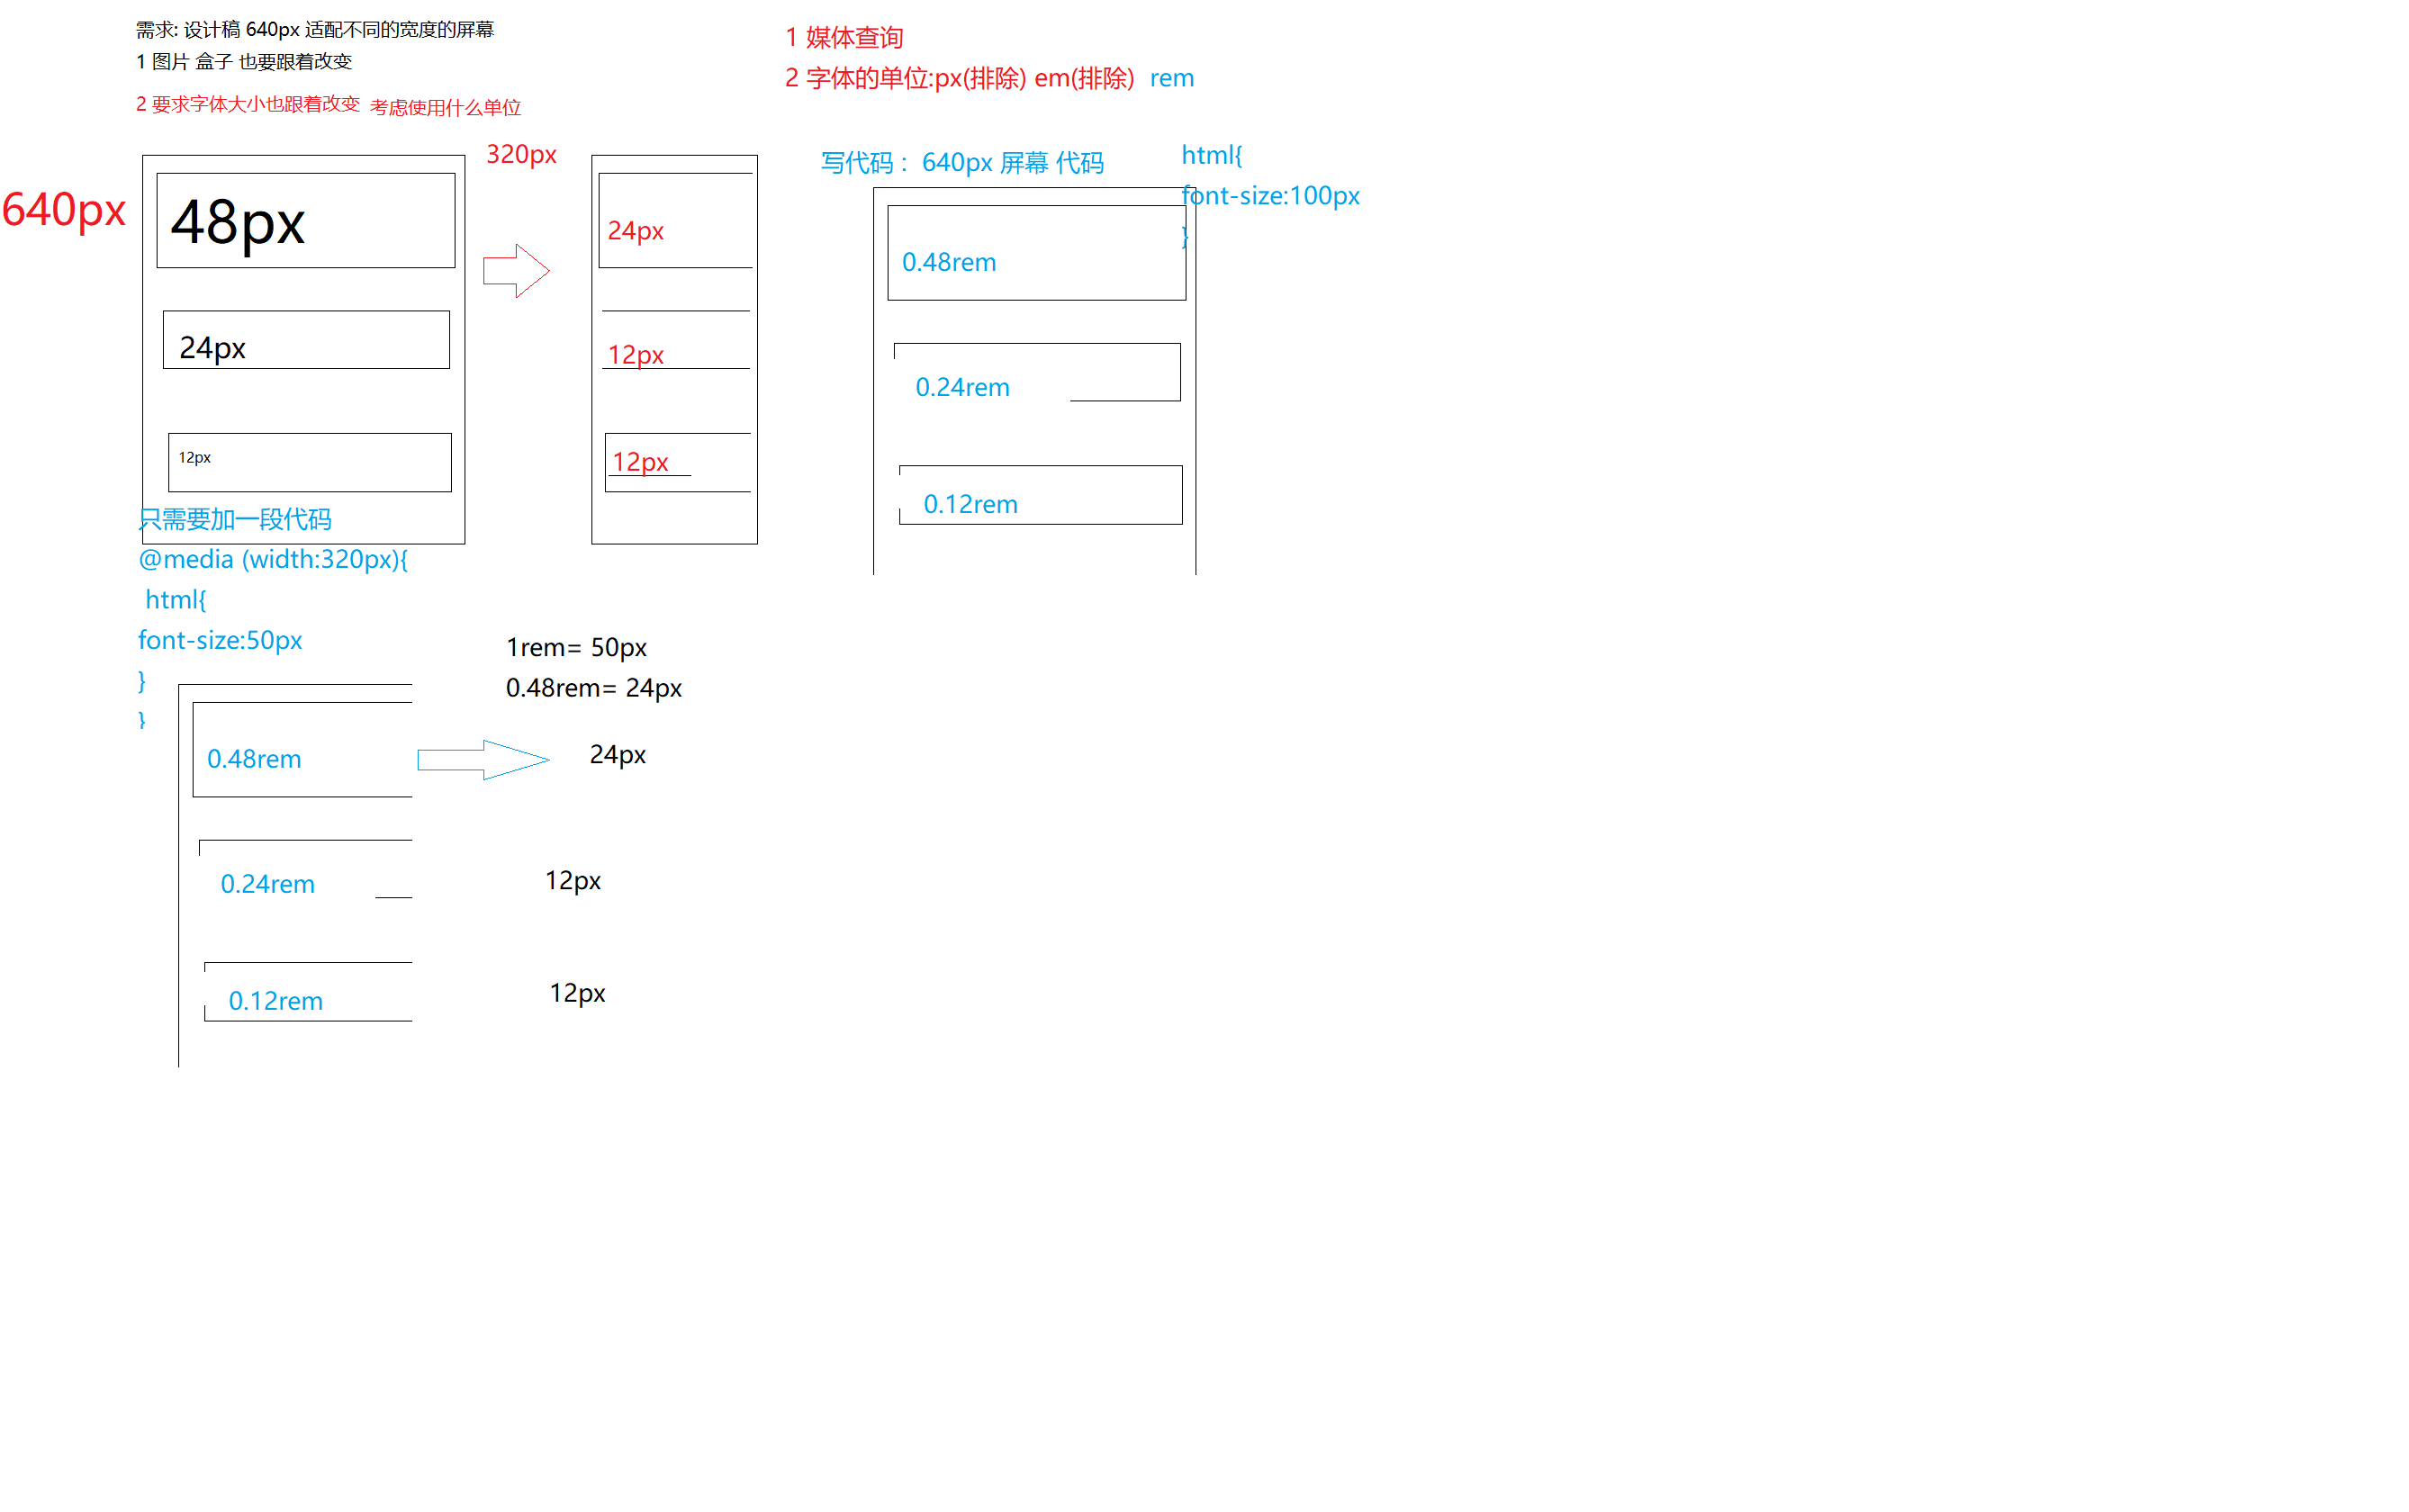 需求: 设计稿 640px 适配不同的宽度的屏幕
1 图片 盒子 也要跟着改变
2 要求字体大小也跟着改变 考虑使用什么单位
1 媒体查询
2 字体的单位:px(排除) em(排除) rem
640px
48px
24px
12px
320px
24px
12px
12px
写代码 : 640px 屏幕 代码
html{
font-size:100px
}
0.48rem
0.24rem
0.12rem
只需要加一段代码
@media (width:320px){
html{
font-size:50px
}
}
1rem= 50px
0.48rem= 24px
0.48rem
24px
0.24rem
12px
0.12rem
12px